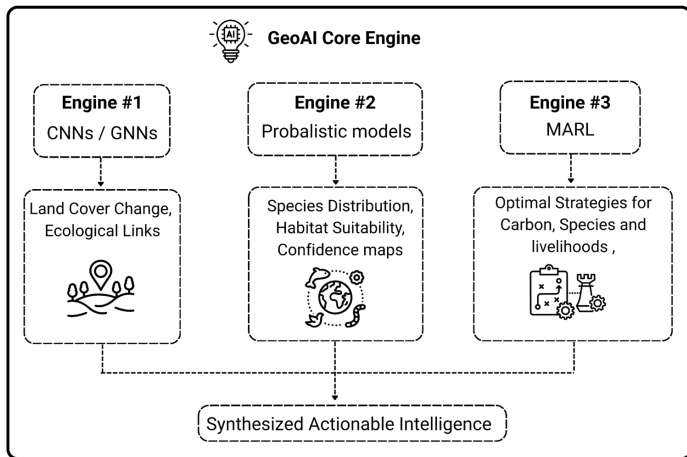 AI
GeoAI Core Engine
Engine #1
CNNs / GNNs
Engine #2
Probalistic models
Engine #3
MARL
Land Cover Change,
Ecological Links
Species Distribution,
Habitat Suitability,
Confidence maps
Optimal Strategies for
Carbon, Species and
livelihoods ,
Synthesized Actionable Intelligence